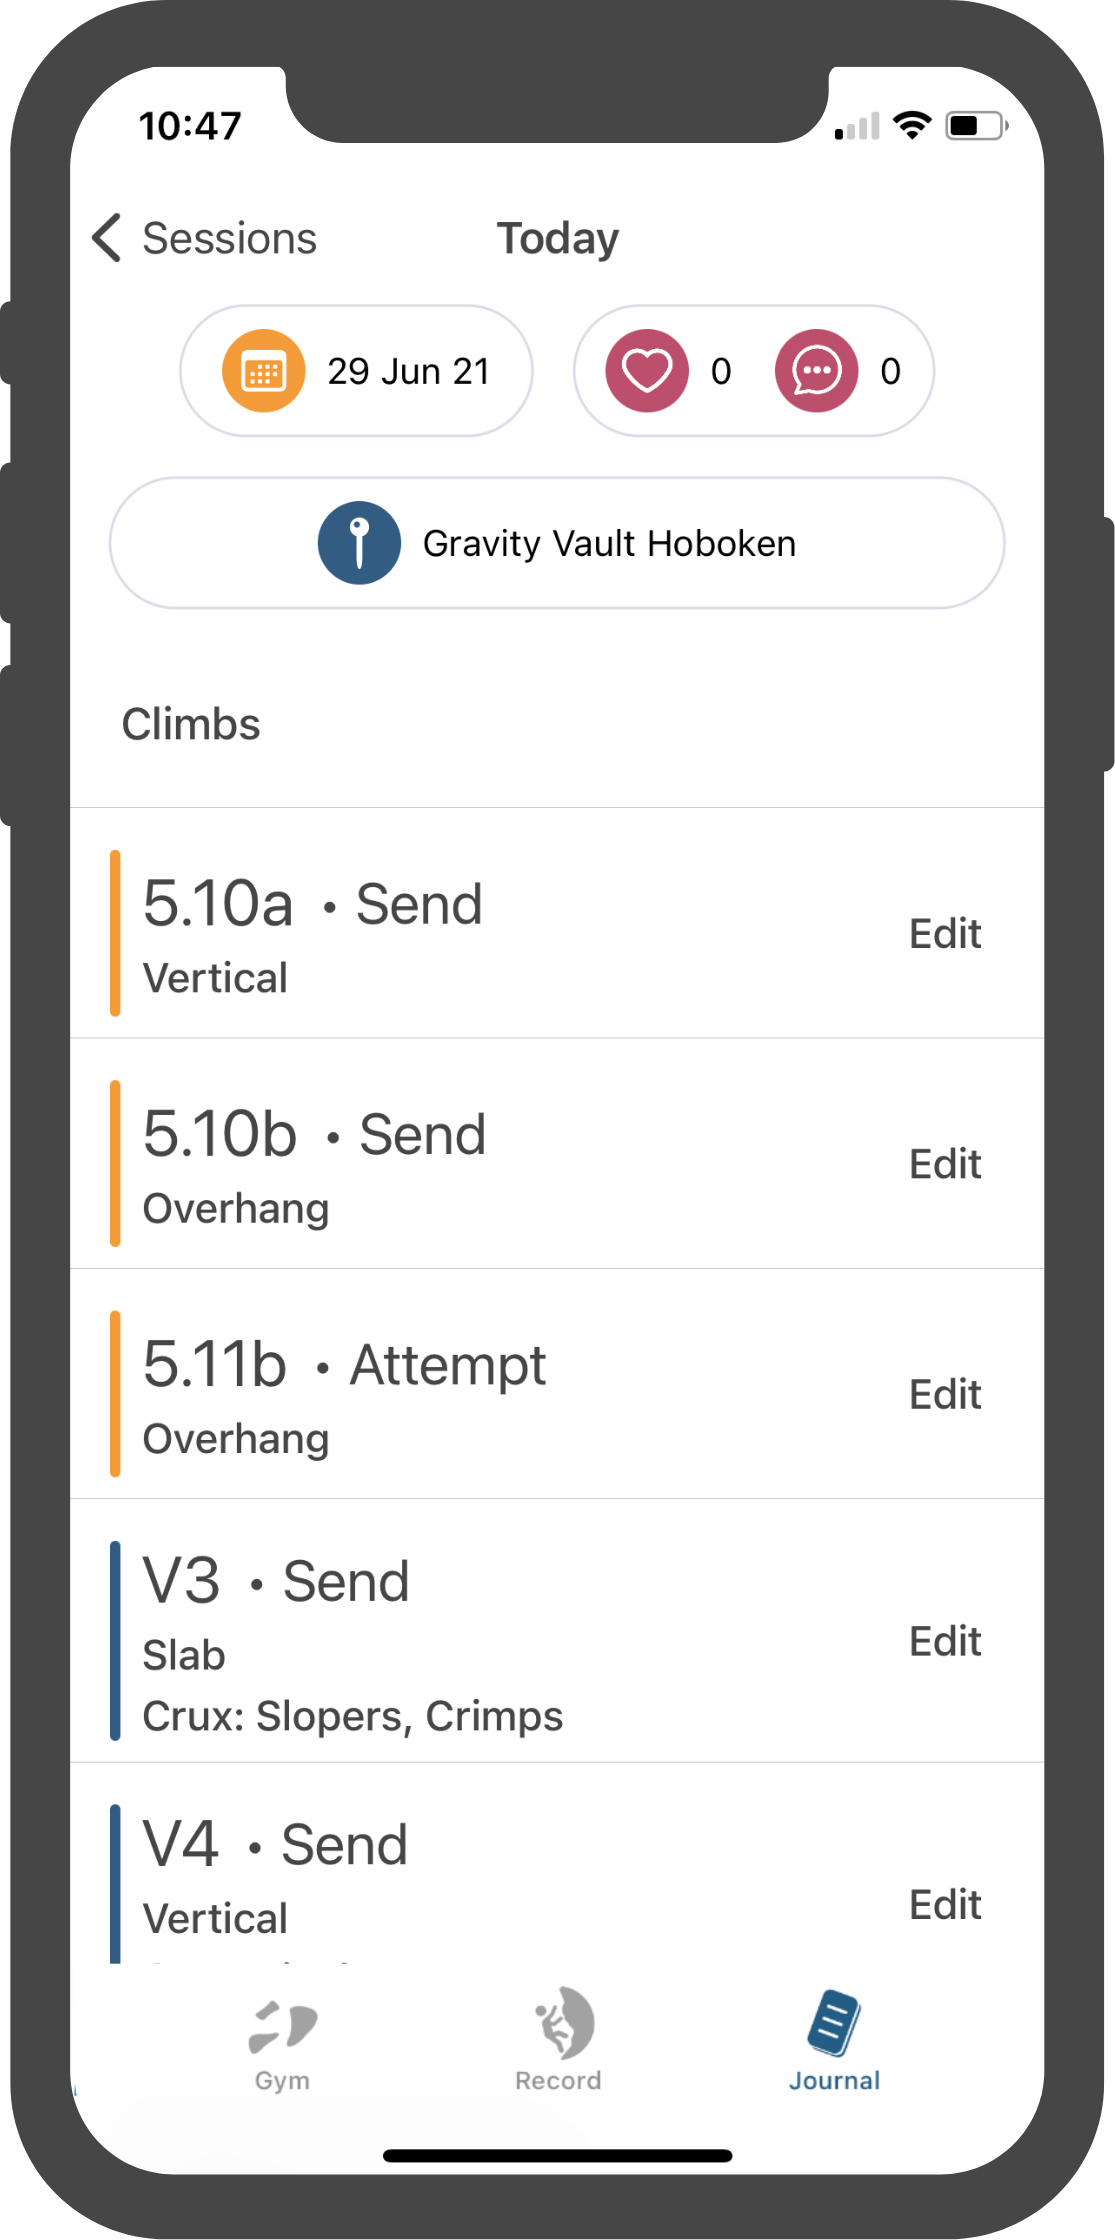 10:47
Sessions
Today
29 Jun 21
0
0
Gravity Vault Hoboken
Climbs
5.10a • Send
Vertical
Edit
5.10b • Send
Overhang
Edit
5.11b • Attempt
Overhang
Edit
V3 • Send
Slab
Crux: Slopers, Crimps
Edit
V4 • Send
Vertical
Edit
Gym
Record
Journal